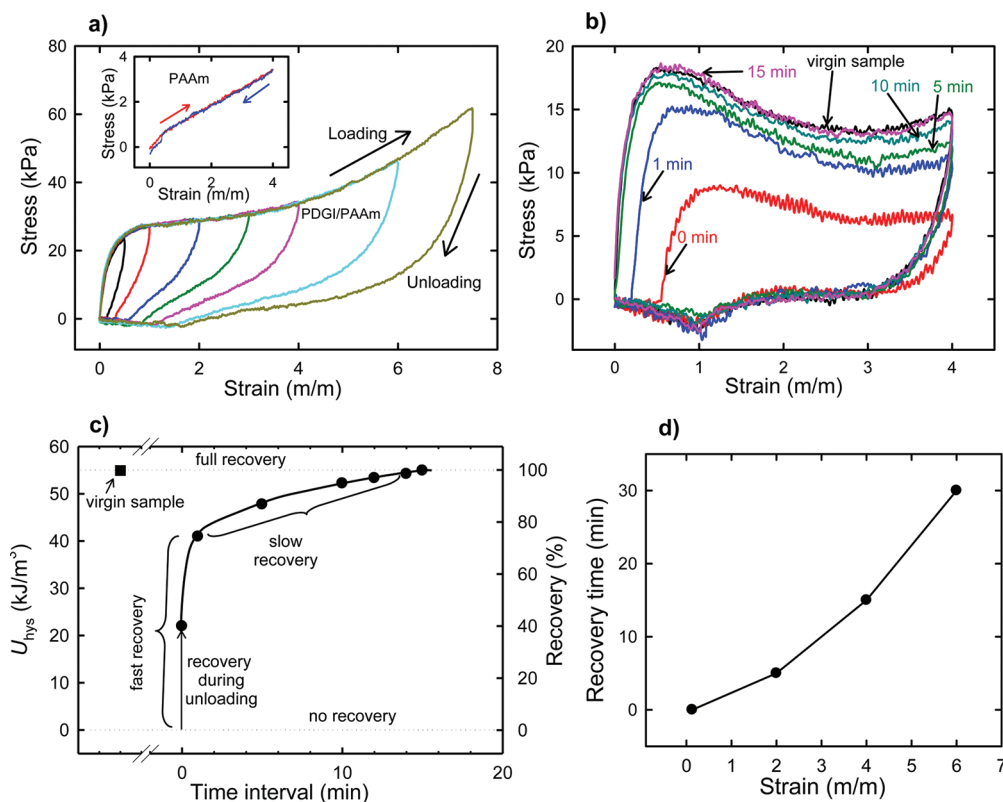 a)
80
60
40
20
0
0
2
4
6
8
Stress (kPa)
Strain (m/m)
4
2
0
0
2
4
Stress (kPa)
Strain (m/m)
PAAm
Loading
PDGI/PAAm
Unloading
b)
20
15
10
5
0
0
1
2
3
4
Stress (kPa)
Strain (m/m)
virgin sample
15 min
10 min
5 min
1 min
0 min
c)
60
50
40
30
20
10
0
0
10
20
100
80
60
40
20
0
Uhys (kJ/m³)
Recovery (%)
Time interval (min)
full recovery
virgin sample
slow
recovery
fast recovery
recovery
during
unloading
no recovery
d)
30
20
10
0
0
1
2
3
4
5
6
7
Recovery time (min)
Strain (m/m)